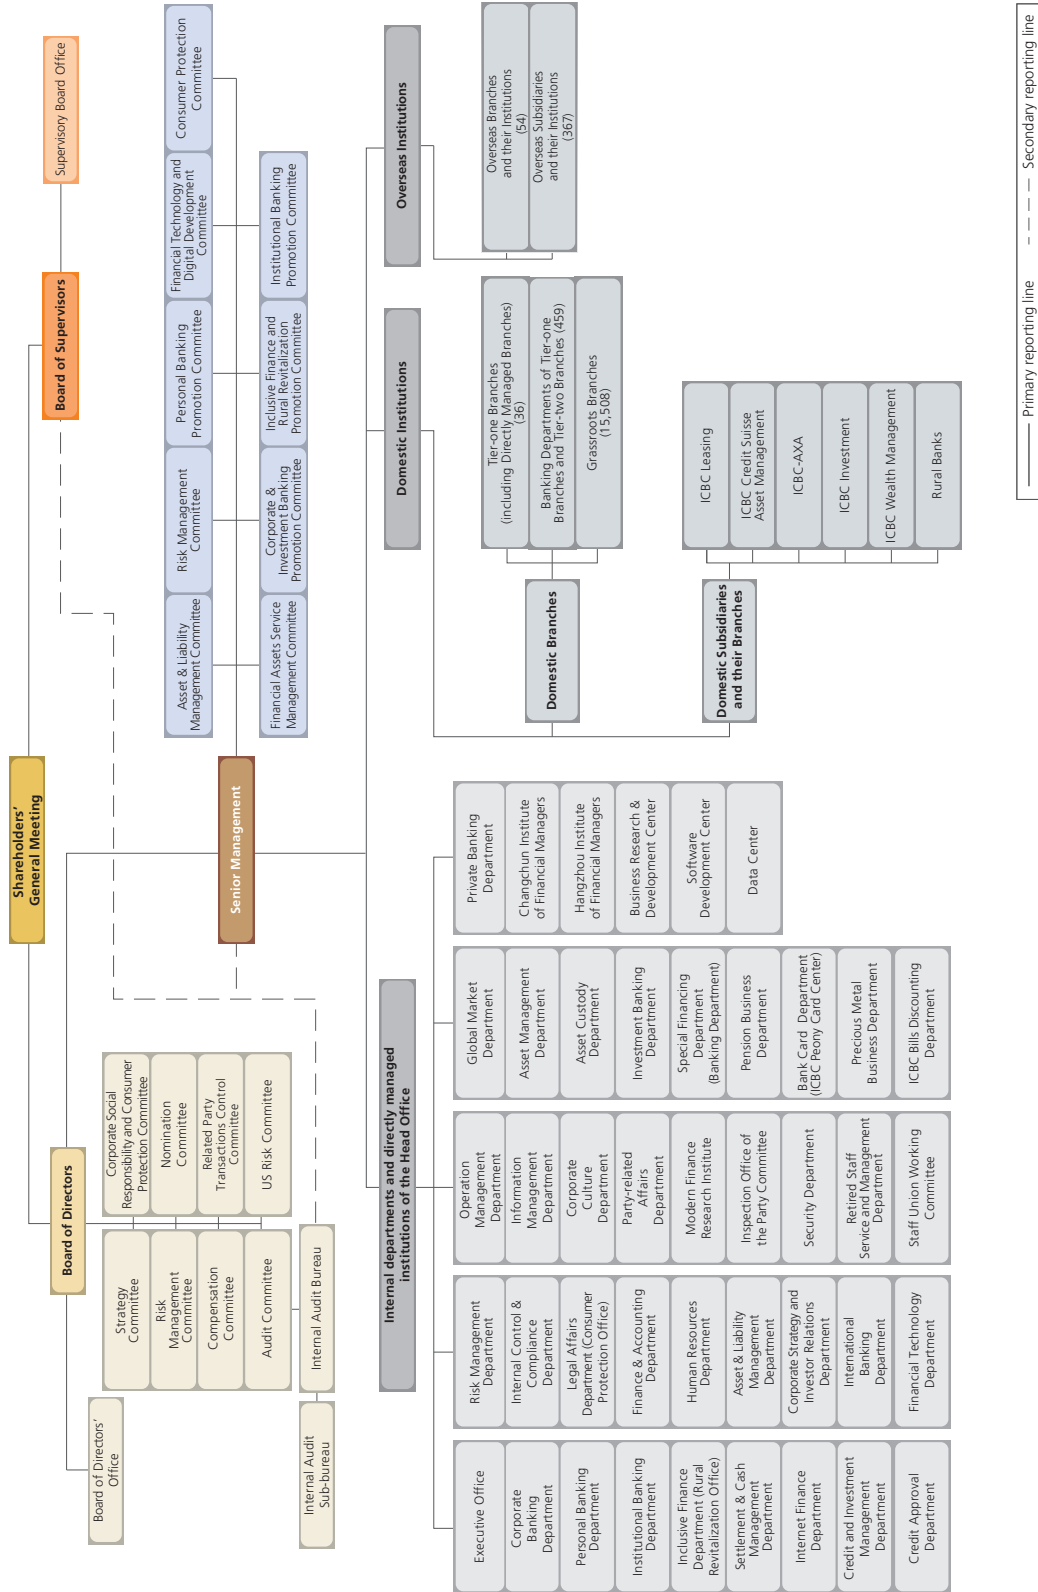 Shareholders'
General Meeting
Board of Directors
Board of Supervisors
Supervisory Board Office
Board of Directors'
Office
Strategy
Committee
Corporate Social
Responsibility and Consumer
Protection Committee
Risk
Management
Committee
Nomination
Committee
Compensation
Committee
Related Party
Transactions Control
Committee
Audit Committee
US Risk Committee
Internal Audit Bureau
Internal Audit
Sub-bureau
Senior Management
Asset & Liability
Management Committee
Risk Management
Committee
Personal Banking
Promotion Committee
Financial Technology and
Digital Development
Committee
Consumer Protection
Committee
Financial Assets Service
Management Committee
Corporate &
Investment Banking
Promotion Committee
Inclusive Finance and
Rural Revitalization
Promotion Committee
Institutional Banking
Promotion Committee
Internal departments and directly managed
institutions of the Head Office
Domestic Institutions
Overseas Institutions
Executive Office
Corporate
Banking
Department
Personal Banking
Department
Institutional Banking
Department
Inclusive Finance
Department (Rural
Revitalization Office)
Settlement & Cash
Management
Department
Internet Finance
Department
Credit and Investment
Management
Department
Credit Approval
Department
Risk Management
Department
Internal Control &
Compliance
Department
Legal Affairs
Department (Consumer
Protection Office)
Finance & Accounting
Department
Human Resources
Department
Asset & Liability
Management
Department
Corporate Strategy and
Investor Relations
Department
International
Banking
Department
Financial Technology
Department
Operation
Management
Department
Information
Management
Department
Corporate
Culture
Department
Party-related
Affairs
Department
Modern Finance
Research Institute
Inspection Office of
the Party Committee
Security Department
Retired Staff
Service and Management
Department
Staff Union Working
Committee
Global Market
Department
Asset Management
Department
Asset Custody
Department
Investment Banking
Department
Special Financing
Department
(Banking Department)
Pension Business
Department
Bank Card Department
(ICBC Peony Card Center)
Precious Metal
Business Department
ICBC Bills Discounting
Department
Private Banking
Department
Changchun Institute
of Financial Managers
Hangzhou Institute
of Financial Managers
Business Research &
Development Center
Software
Development Center
Data Center
Domestic Branches
Tier-one Branches
(including Directly Managed Branches)
(36)
Banking Departments of Tier-one
Branches and Tier-two Branches (459)
Grassroots Branches
(15,508)
Domestic Subsidiaries
and their Branches
ICBC Leasing
ICBC Credit Suisse
Asset Management
ICBC-AXA
ICBC Investment
ICBC Wealth Management
Rural Banks
Overseas Branches
and their Institutions
(54)
Overseas Subsidiaries
and their Institutions
(367)
Primary reporting line
Secondary reporting line